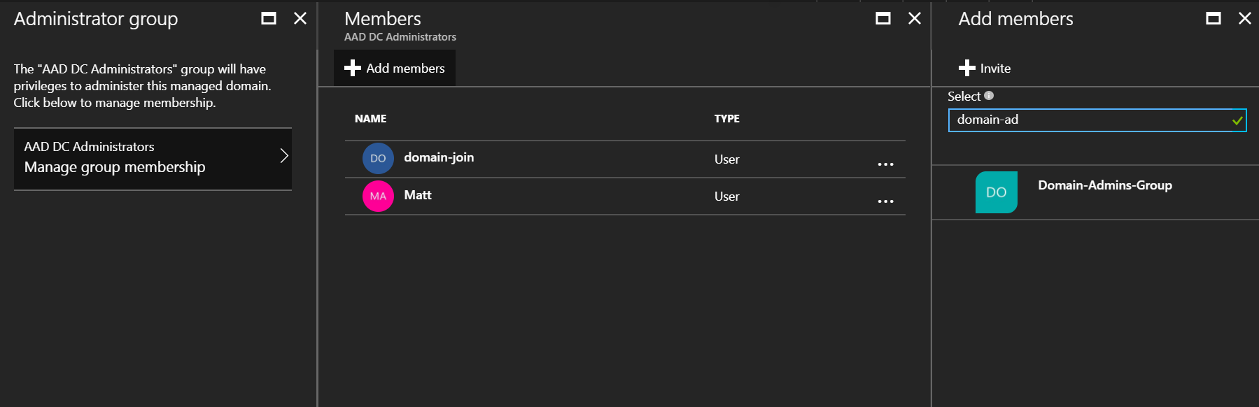 Administrator group
The "AAD DC Administrators" group will have
privileges to administer this managed domain.
Click below to manage membership.
AAD DC Administrators
Manage group membership
Members
AAD DC Administrators
Add members
NAME TYPE
DO domain-join User ...
MA Matt User ...
Add members
Invite
Select
domain-ad
DO Domain-Admins-Group